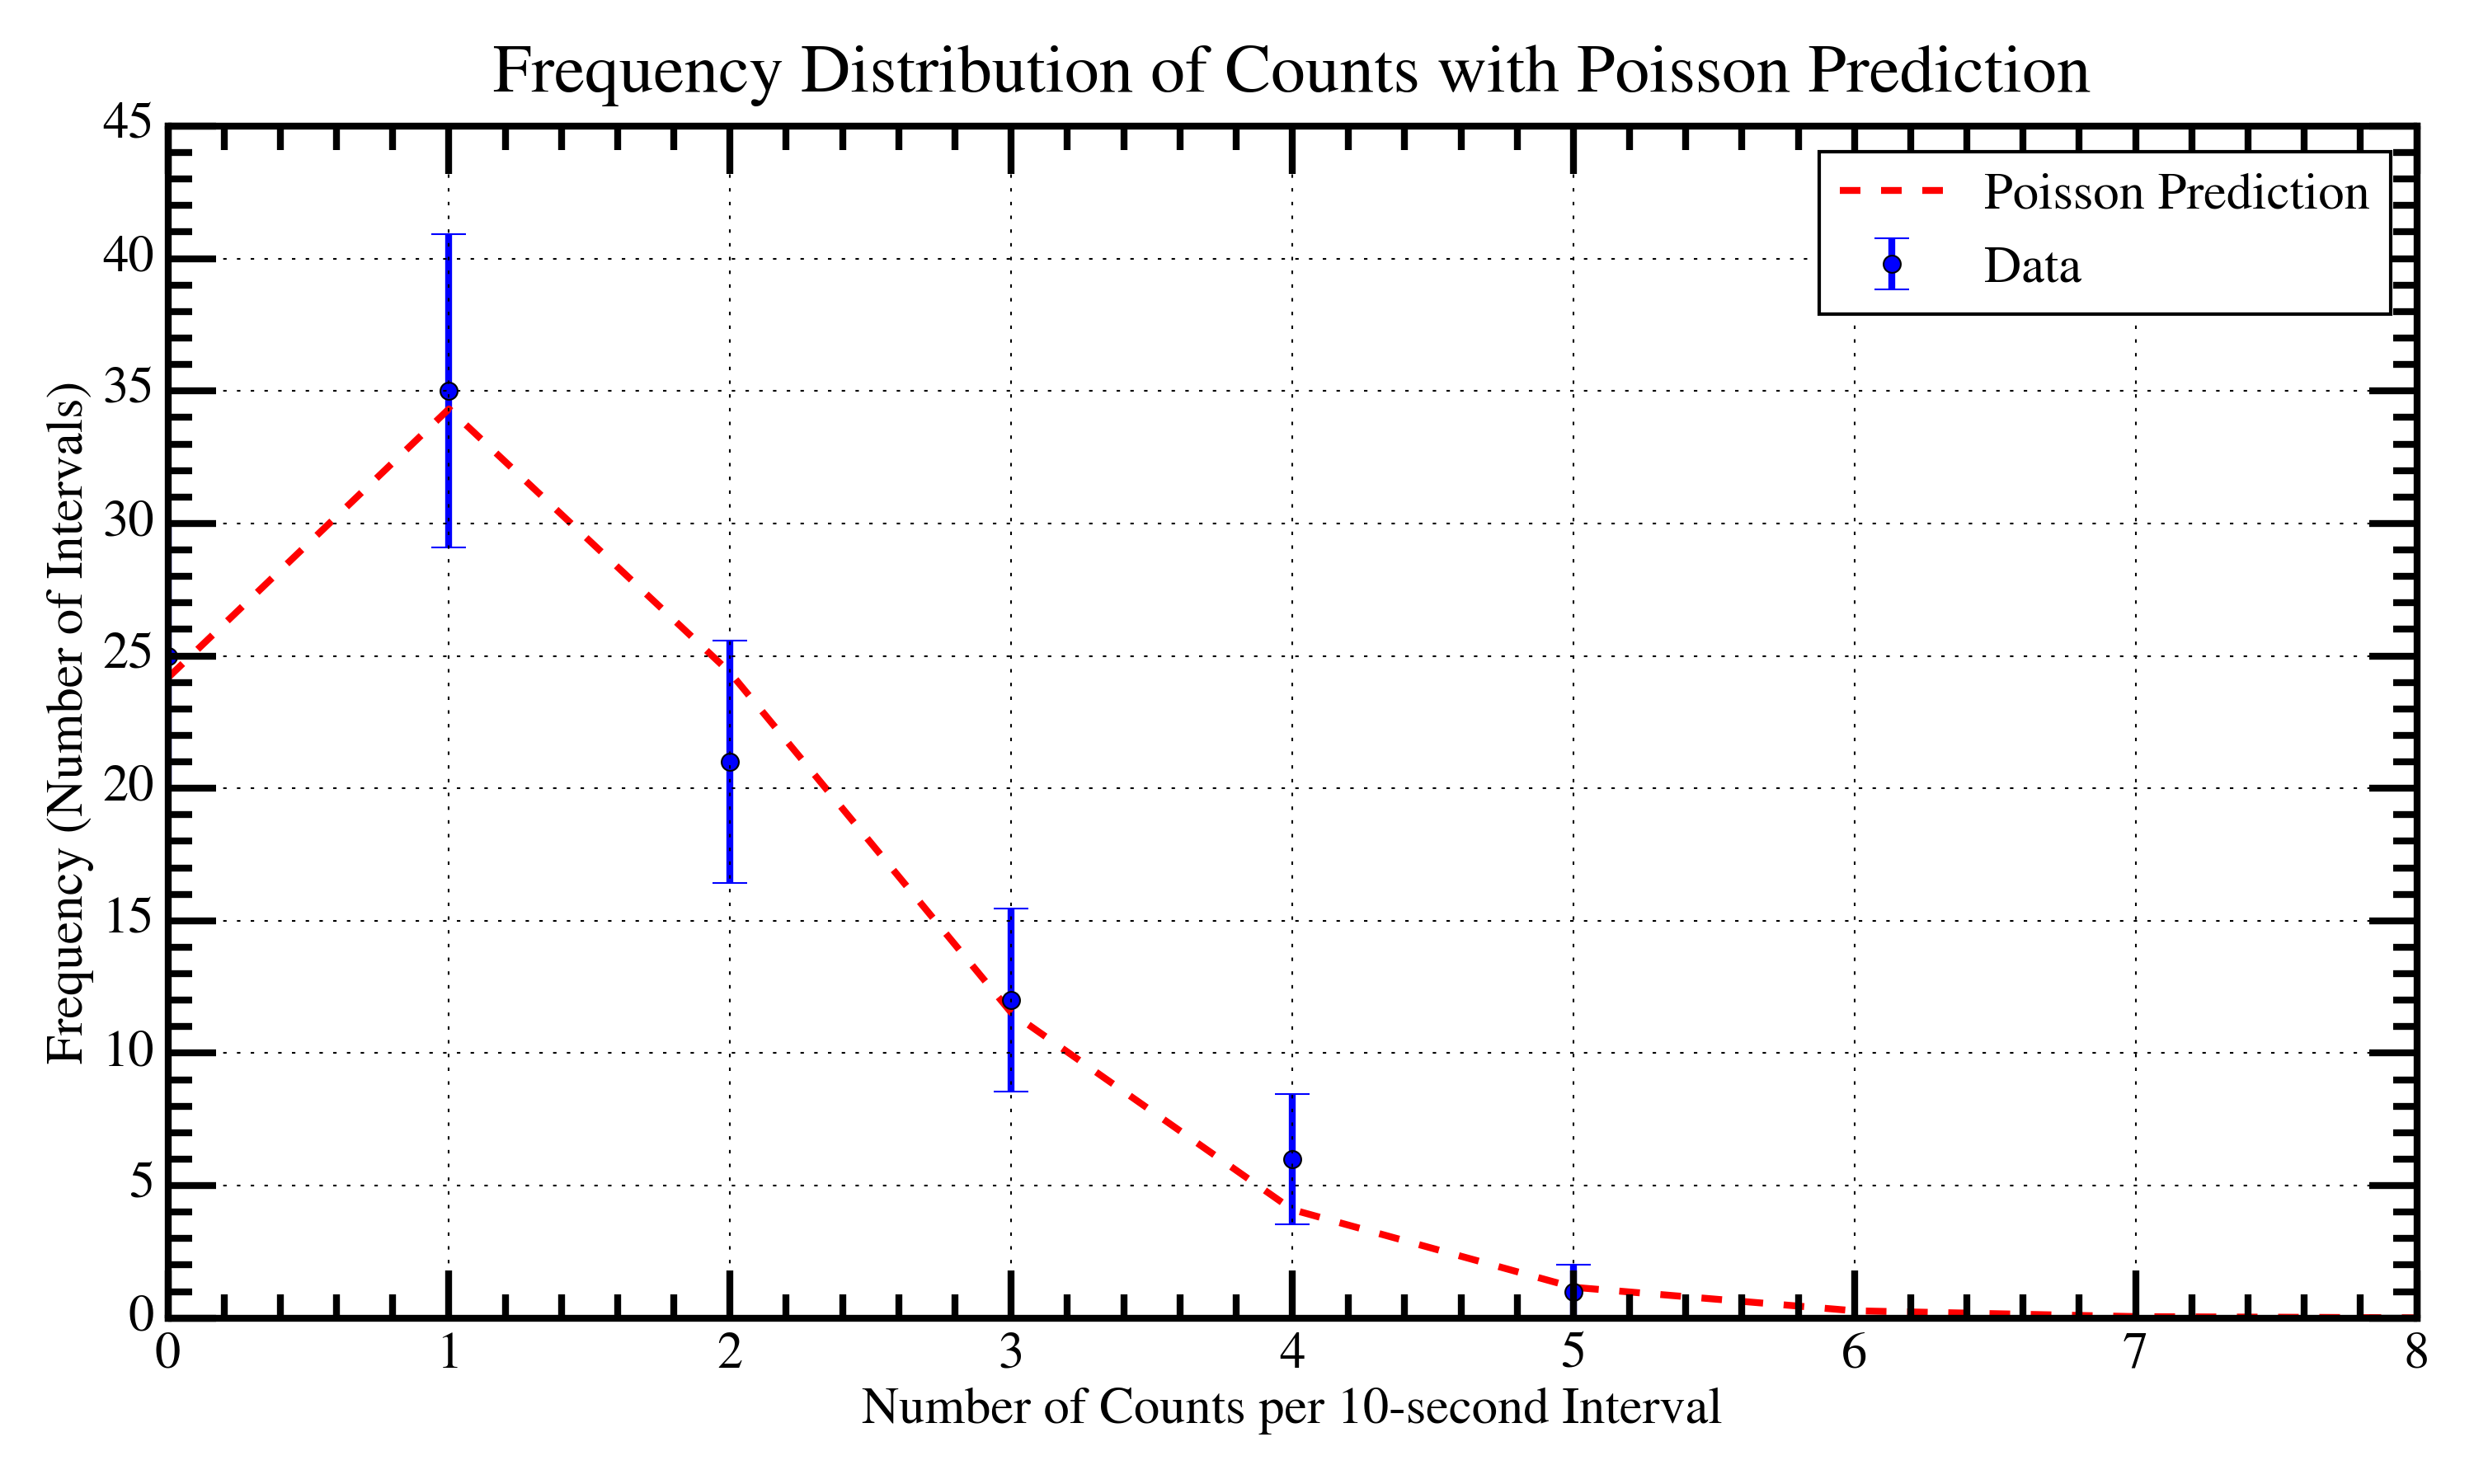 Frequency Distribution of Counts with Poisson Prediction
45
40
35
30
25
20
15
10
5
0
Frequency (Number of Intervals)
Poisson Prediction
Data
0 1 2 3 4 5 6 7 8
Number of Counts per 10-second Interval